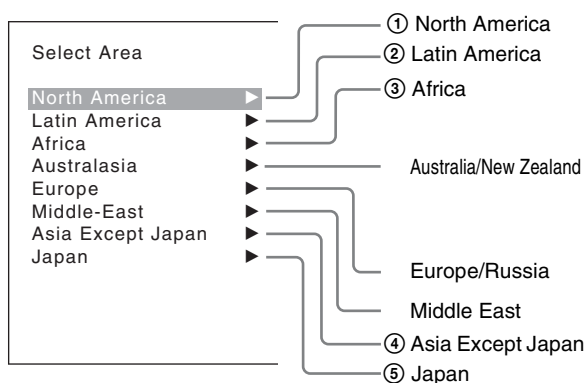 Select Area
North America ▶
Latin America ▶
Africa ▶
Australasia ▶
Europe ▶
Middle-East ▶
Asia Except Japan ▶
Japan ▶
① North America
② Latin America
③ Africa
Australia/New Zealand
Europe/Russia
Middle East
④ Asia Except Japan
⑤ Japan